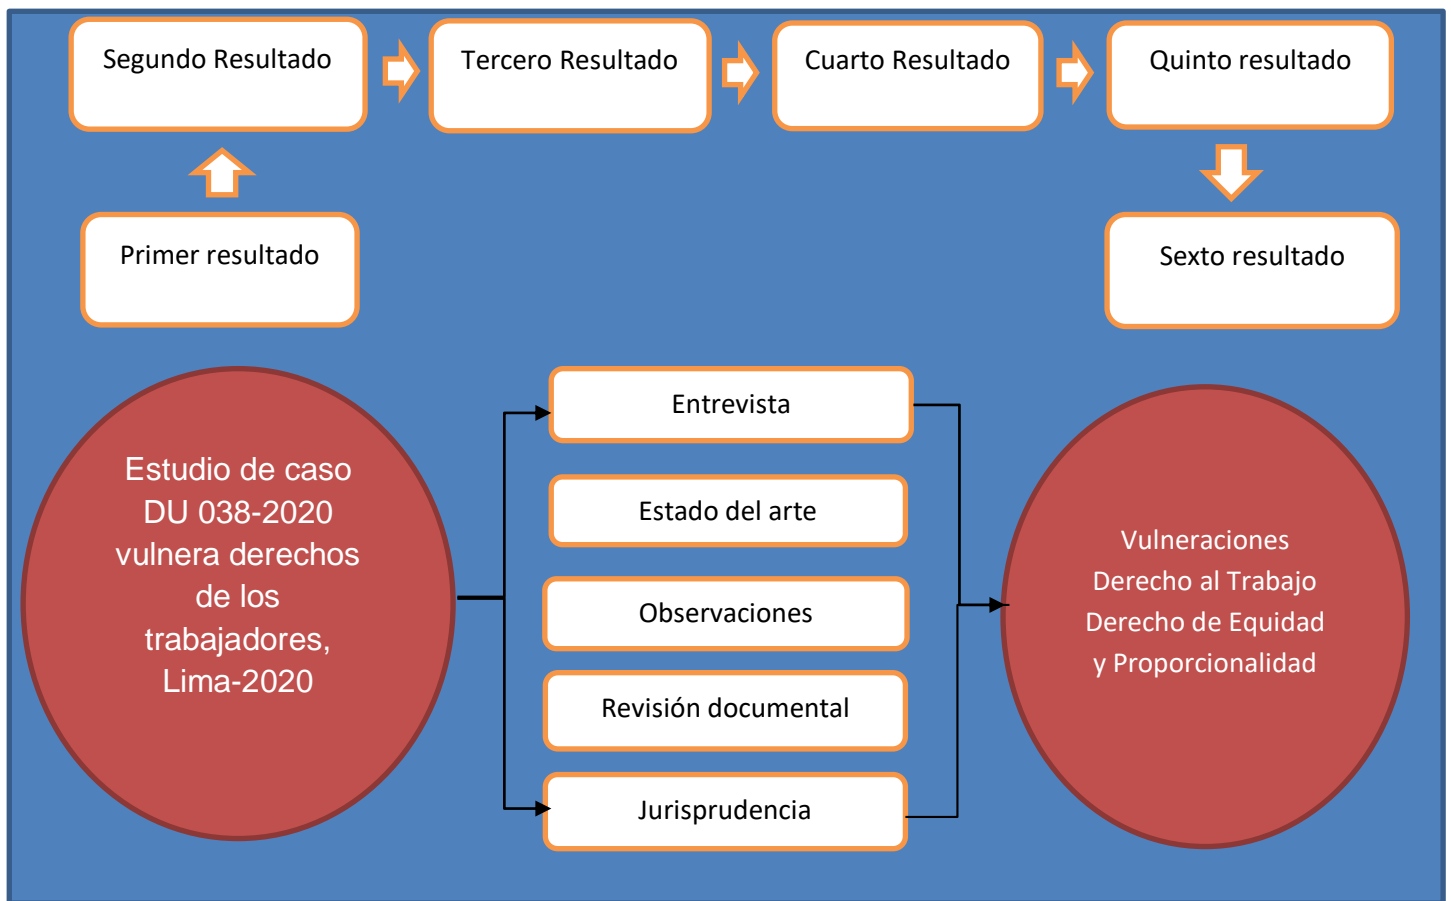 Segundo Resultado
Tercero Resultado
Cuarto Resultado
Quinto resultado
Primer resultado
Sexto resultado
Estudio de caso
DU 038-2020
vulnera derechos
de los
trabajadores,
Lima-2020
Entrevista
Estado del arte
Observaciones
Revisión documental
Jurisprudencia
Vulneraciones
Derecho al Trabajo
Derecho de Equidad
y Proporcionalidad